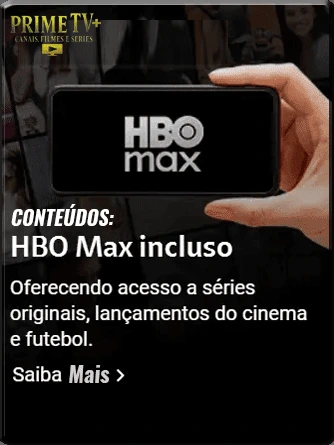 PRIME TV+
CANAIS FILMES E SÉRIES
HBO
max
CONTEÚDOS:
HBO Max incluso
Oferecendo acesso a séries
originais, lançamentos do cinema
e futebol.
Saiba Mais >